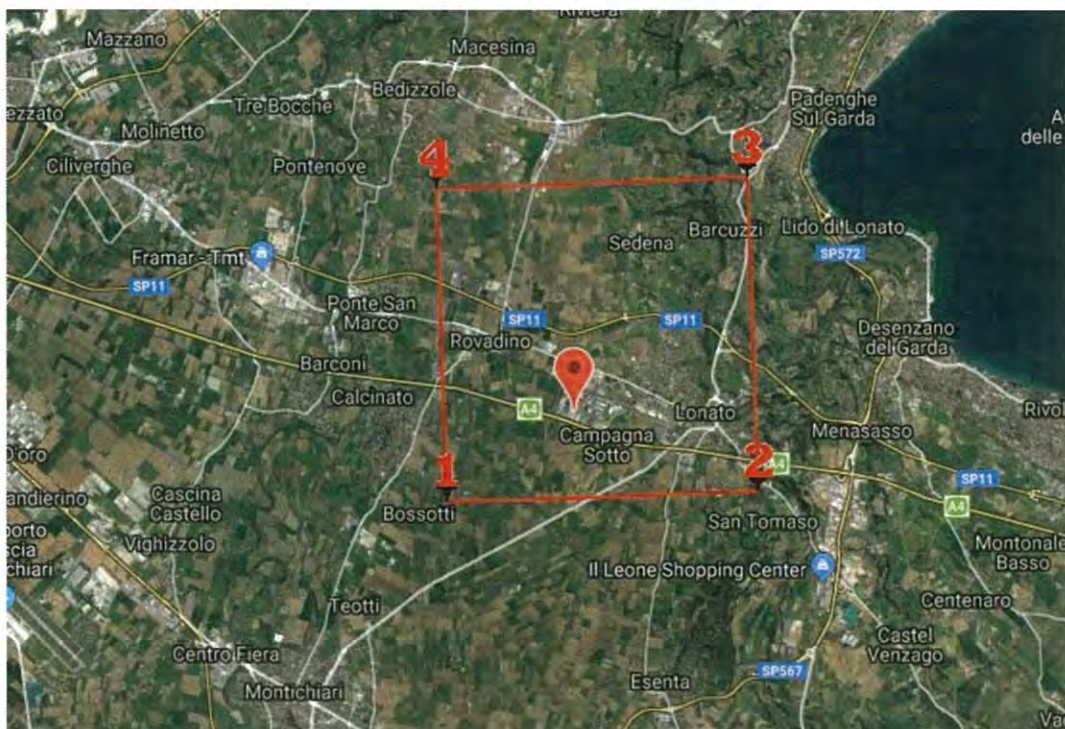 Riviera
Mazzano
Macesina
Bedizzole
Tre Bocche
Padenghe
Sul Garda
ezzato
Molinetto
A
delle
Ciliverghe
Pontenove
4
3
Sedena
Barcuzzi
Lido di Lonato
Framar - Tmt
SP572
SP11
Ponte San
Marco
SP11
SP11
Rovadino
Desenzano
del Garda
Barconi
Calcinato
A4
Lonato
Rivol
Campagna
Sotto
Menasasso
D'oro
1
2
A4
SP11
andierino
Cascina
Castello
Bossotti
San Tomaso
A4
porto
scia
chiari
Vighizzolo
Montonale
Basso
Il Leone Shopping Center
Teotti
Centenaro
Castel
Venzago
Centro Fiera
SP567
Montichiari
Esenta
Va